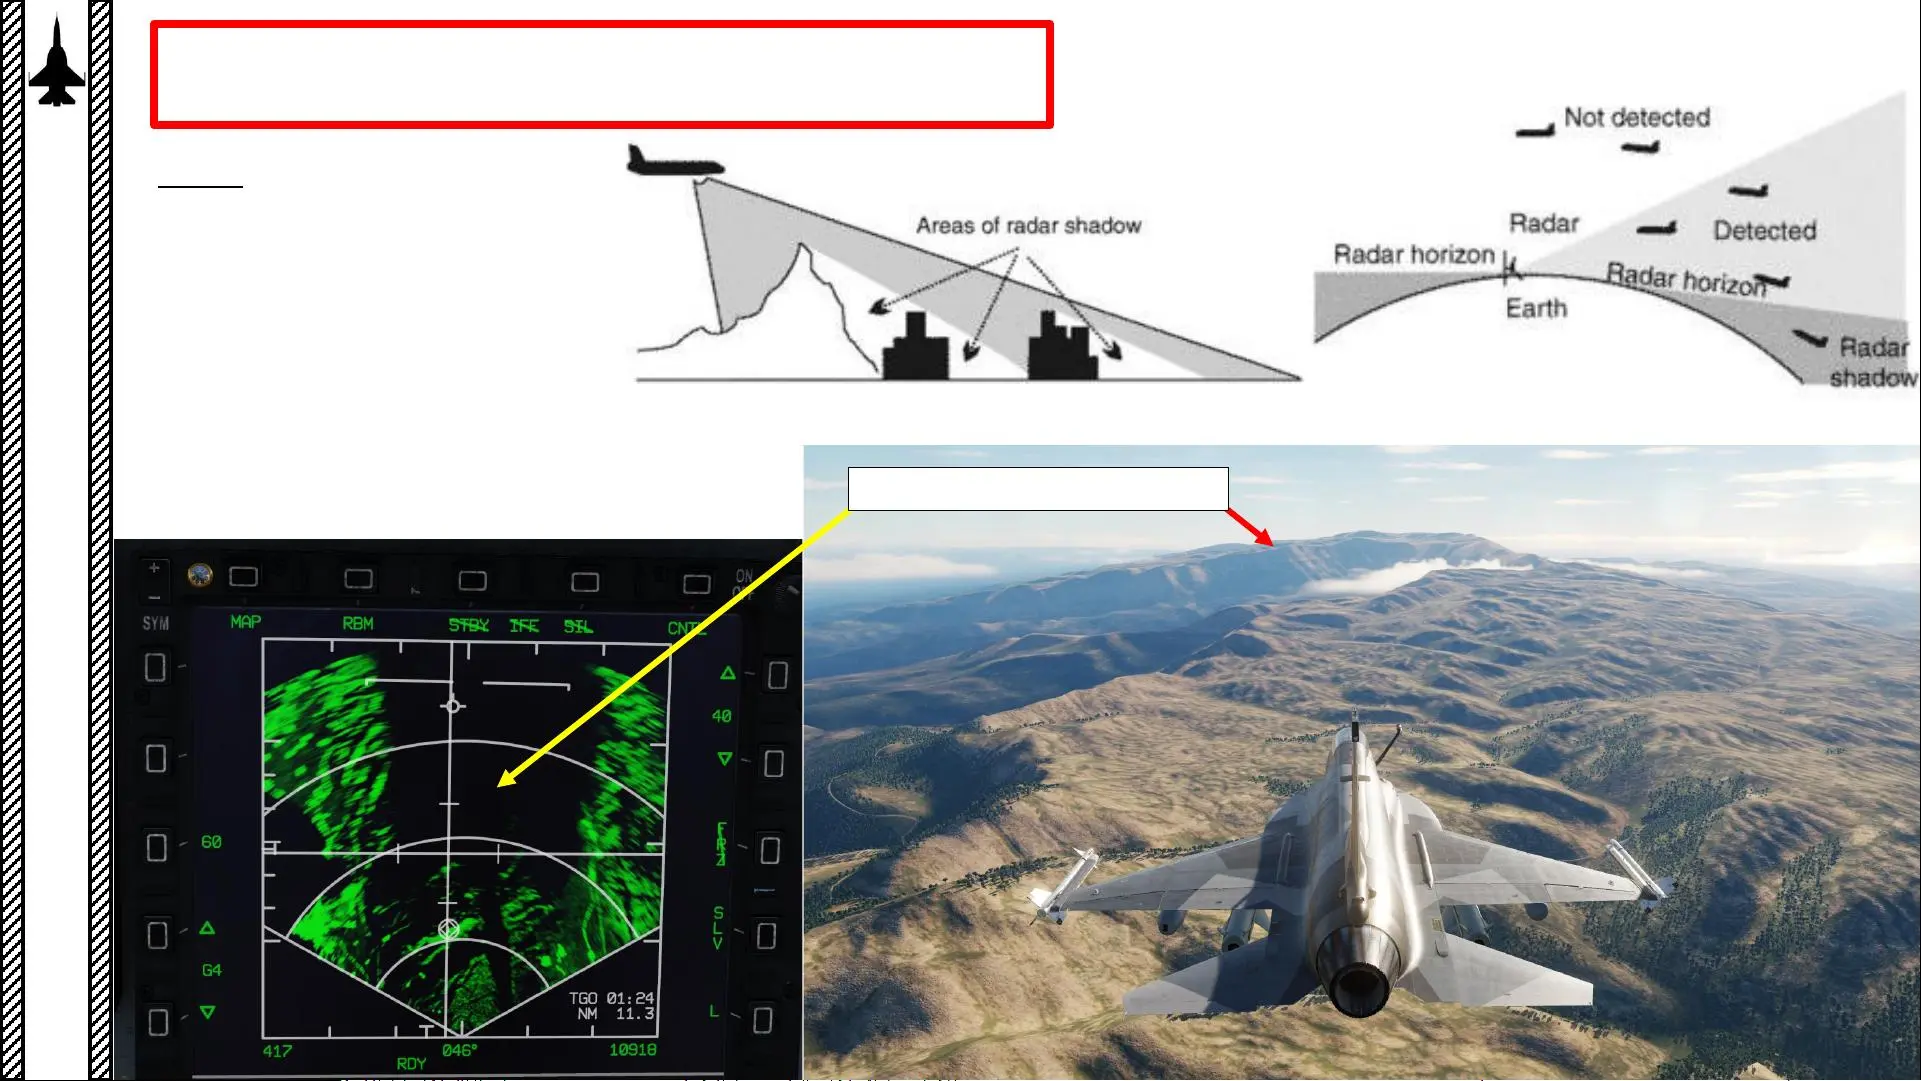 Not detected
Areas of radar shadow
Radar
Detected
Radar horizon
Radar horizon
Earth
Radar
shadow
ON
SYM
MAP
RBM
STBY
IFF
SIL
CNTL
40
60
FRZ
SLV
G4
TGO 01:24
NM 11.3
L
417
046°
10918
RDY